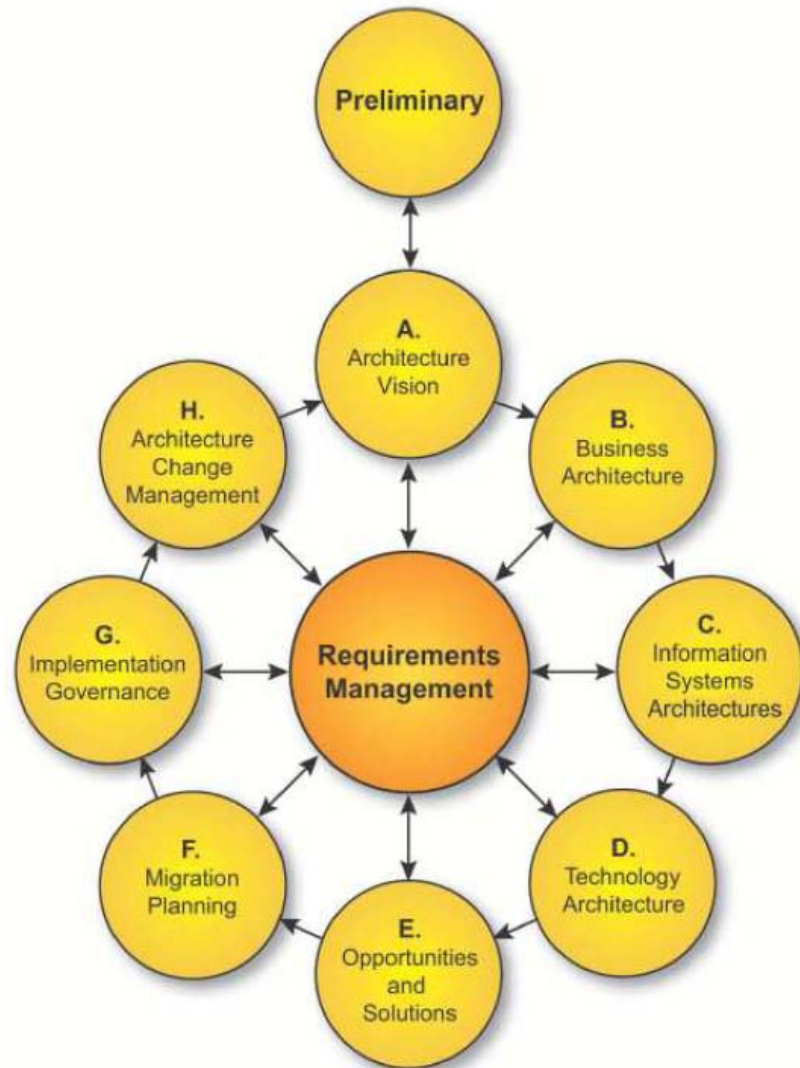 Preliminary
A.
Architecture
Vision
B.
Business
Architecture
C.
Information
Systems
Architectures
D.
Technology
Architecture
E.
Opportunities
and
Solutions
F.
Migration
Planning
G.
Implementation
Governance
H.
Architecture
Change
Management
Requirements
Management